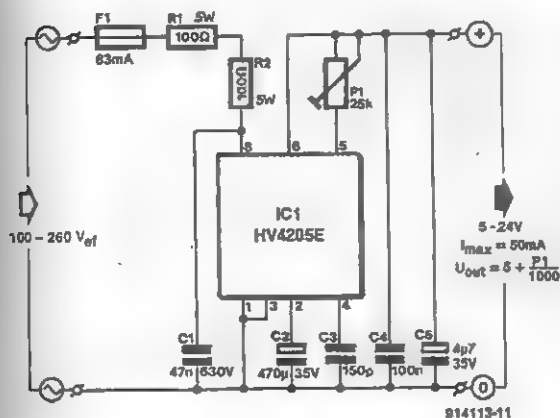 F1
63mA
R1 5W
100Ω
R2
100Ω
5W
P1
25k
8
6
5
IC1
HV4205E
1
3
2
4
100 – 260 Vef
5 - 24V
Imax = 50mA
Uout = 5 + P1/1000
C1
47n 630V
C2
470µ 35V
C3
150p
C4
100n
C5
4µ7
35V
+
0
914113-11